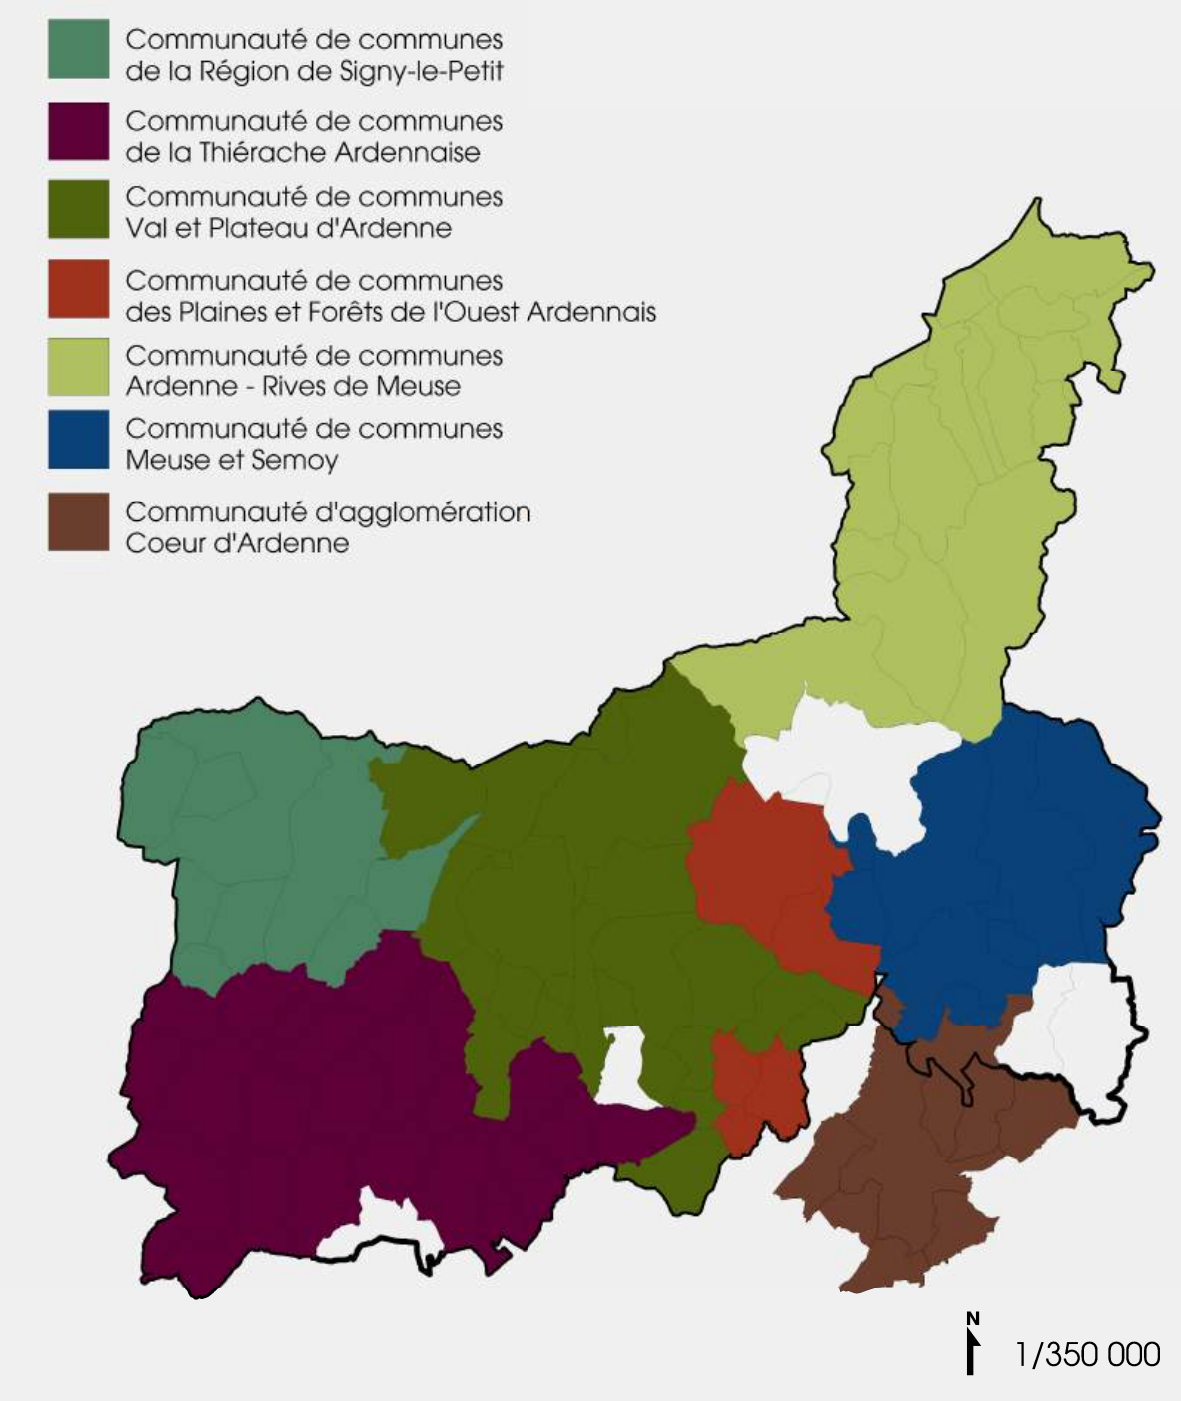 Communauté de communes
de la Région de Signy-le-Petit
Communauté de communes
de la Thiérache Ardennaise
Communauté de communes
Val et Plateau d'Ardenne
Communauté de communes
des Plaines et Forêts de l'Ouest Ardennais
Communauté de communes
Ardenne - Rives de Meuse
Communauté de communes
Meuse et Semoy
Communauté d'agglomération
Coeur d'Ardenne
N
1/350 000